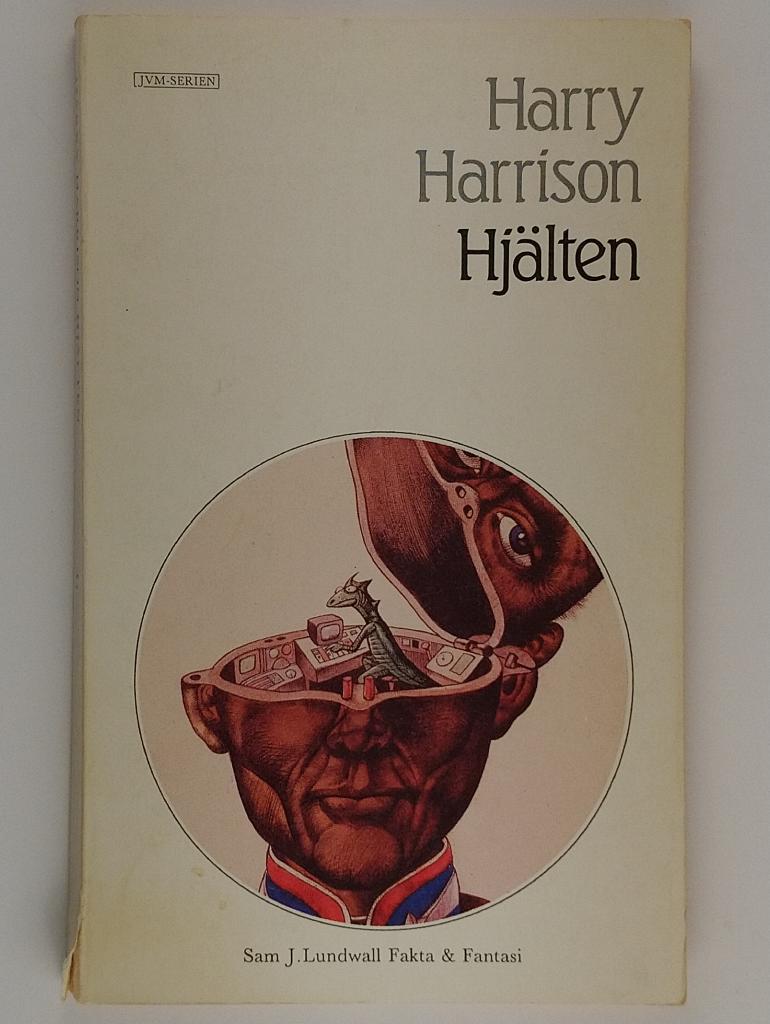 JVM-SERIEN
Harry
Harrison
Hjälten
Sam J.Lundwall Fakta & Fantasi